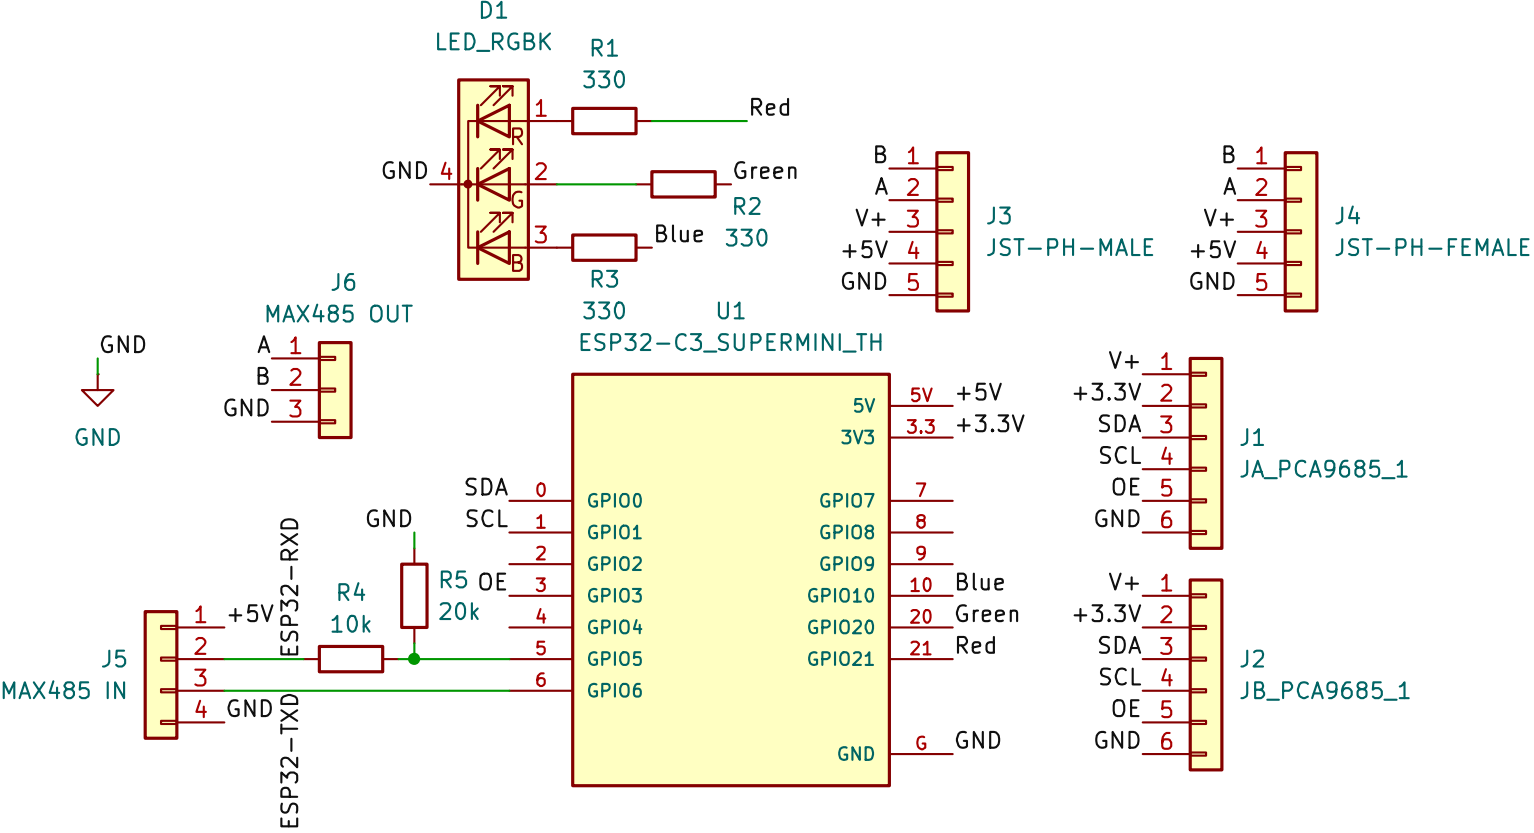 D1
LED_RGBK
R1
330
1
Red
R
GND
4
2
Green
G
R2
330
3
Blue
B
R3
330
B
1
A
2
V+
3
+5V
4
GND
5
J3
JST-PH-MALE
B
1
A
2
V+
3
+5V
4
GND
5
J4
JST-PH-FEMALE
J6
MAX485 OUT
A
1
B
2
GND
3
GND
GND
U1
ESP32-C3_SUPERMINI_TH
5V
5V
+5V
3V3
3.3
+3.3V
SDA
0
GPIO0
SCL
1
GPIO1
2
GPIO2
OE
3
GPIO3
4
GPIO4
5
GPIO5
6
GPIO6
GPIO7
7
GPIO8
8
GPIO9
9
GPIO10
10
Blue
GPIO20
20
Green
GPIO21
21
Red
GND
G
GND
GND
R5
20k
R4
10k
ESP32-RXD
ESP32-TXD
J5
MAX485 IN
1
+5V
2
3
4
GND
V+
1
+3.3V
2
SDA
3
SCL
4
OE
5
GND
6
J1
JA_PCA9685_1
V+
1
+3.3V
2
SDA
3
SCL
4
OE
5
GND
6
J2
JB_PCA9685_1